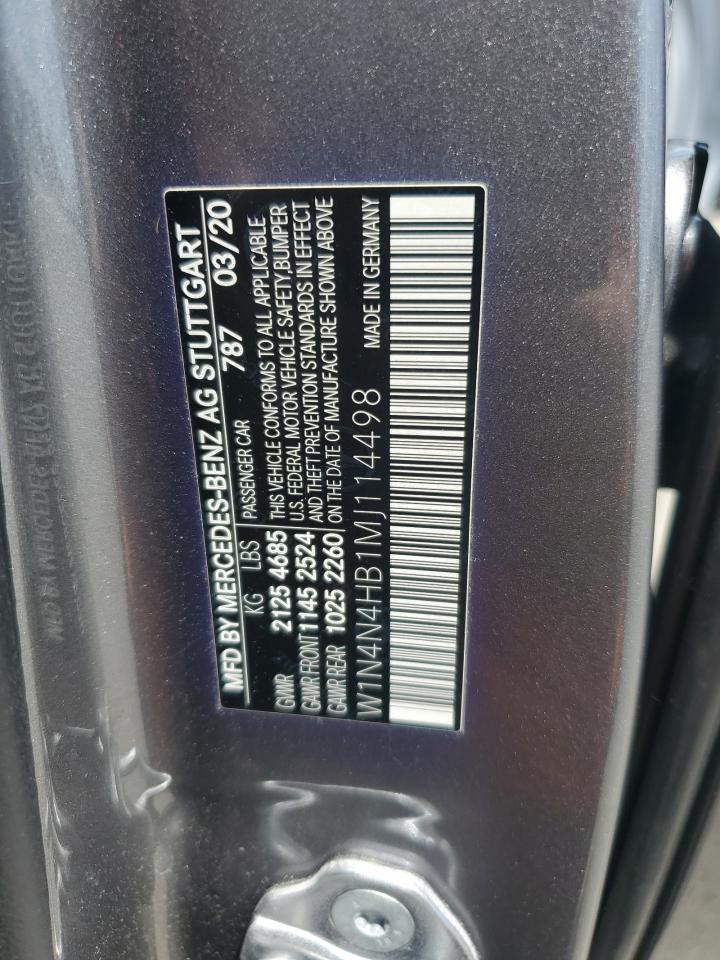 MFD BY MERCEDES-BENZ AG STUTTGART
787 03/20
KG LBS PASSENGER CAR
GVWR 2125 4685
GAWR FRONT 1145 2524
GAWR REAR 1025 2260
THIS VEHICLE CONFORMS TO ALL APPLICABLE
U.S. FEDERAL MOTOR VEHICLE SAFETY, BUMPER
AND THEFT PREVENTION STANDARDS IN EFFECT
ON THE DATE OF MANUFACTURE SHOWN ABOVE
W1N4N4HB1MJ114498 MADE IN GERMANY